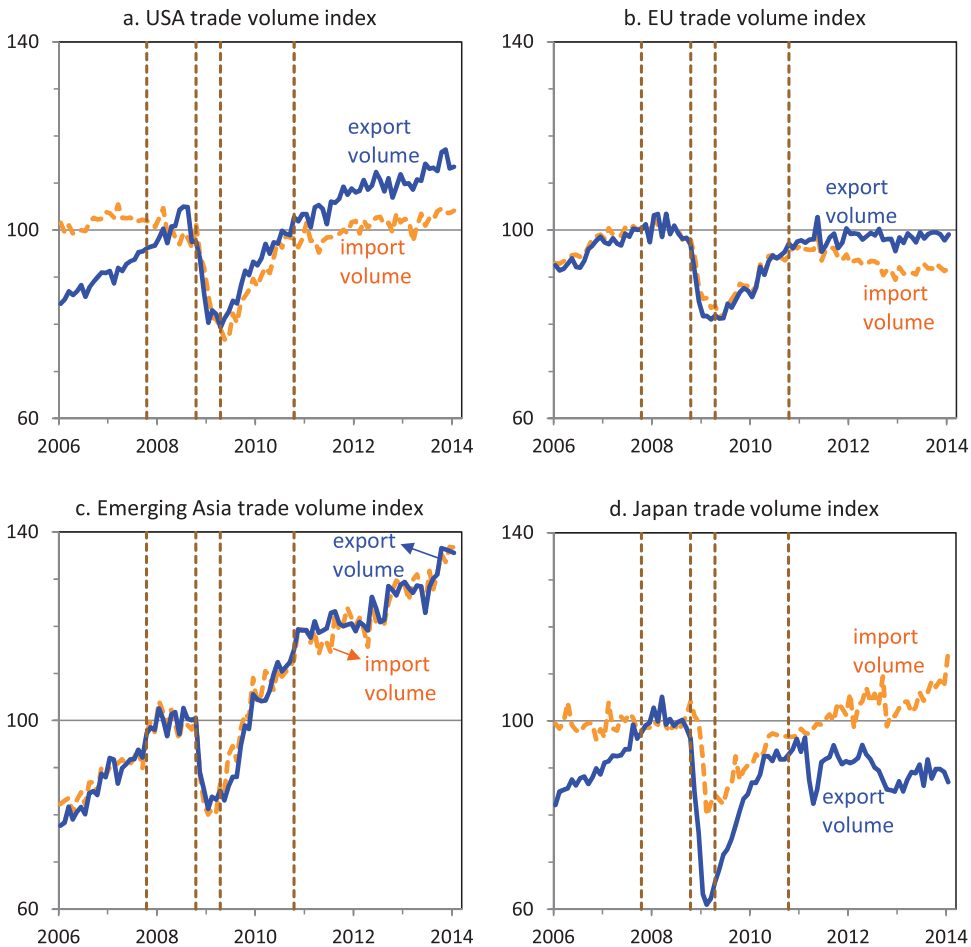 a. USA trade volume index
140
100
60
export
volume
import
volume
2006 2008 2010 2012 2014
b. EU trade volume index
140
100
60
export
volume
import
volume
2006 2008 2010 2012 2014
c. Emerging Asia trade volume index
140
100
60
export
volume
import
volume
2006 2008 2010 2012 2014
d. Japan trade volume index
140
100
60
import
volume
export
volume
2006 2008 2010 2012 2014